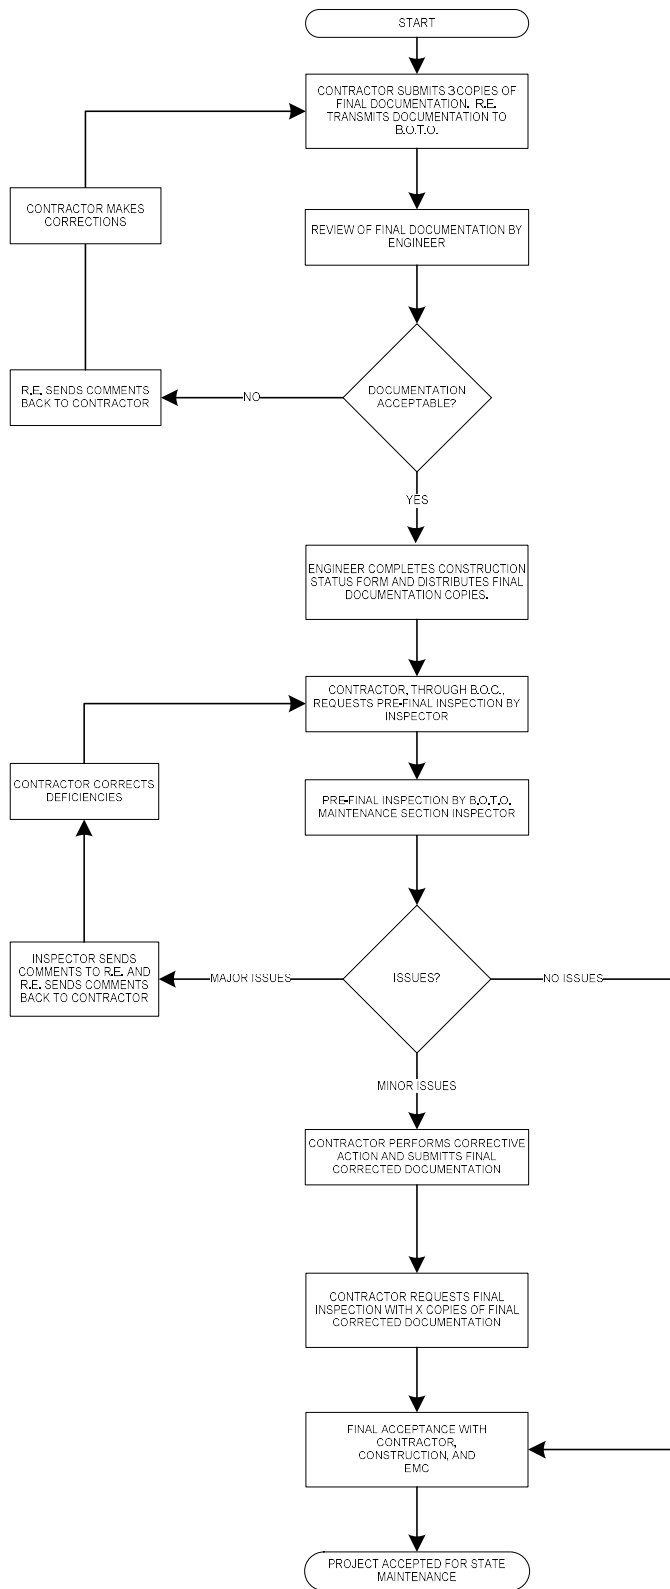 START
CONTRACTOR SUBMITS 3 COPIES OF
FINAL DOCUMENTATION. R.E.
TRANSMITS DOCUMENTATION TO
B.O.T.O.
CONTRACTOR MAKES
CORRECTIONS
REVIEW OF FINAL DOCUMENTATION BY
ENGINEER
R.E. SENDS COMMENTS
BACK TO CONTRACTOR
NO
DOCUMENTATION
ACCEPTABLE?
YES
ENGINEER COMPLETES CONSTRUCTION
STATUS FORM AND DISTRIBUTES FINAL
DOCUMENTATION COPIES.
CONTRACTOR, THROUGH B.O.C.,
REQUESTS PRE-FINAL INSPECTION BY
INSPECTOR
CONTRACTOR CORRECTS
DEFICIENCIES
PRE-FINAL INSPECTION BY B.O.T.O.
MAINTENANCE SECTION INSPECTOR
INSPECTOR SENDS
COMMENTS TO R.E. AND
R.E. SENDS COMMENTS
BACK TO CONTRACTOR
MAJOR ISSUES
ISSUES?
NO ISSUES
MINOR ISSUES
CONTRACTOR PERFORMS CORRECTIVE
ACTION AND SUBMITTS FINAL
CORRECTED DOCUMENTATION
CONTRACTOR REQUESTS FINAL
INSPECTION WITH X COPIES OF FINAL
CORRECTED DOCUMENTATION
FINAL ACCEPTANCE WITH
CONTRACTOR,
CONSTRUCTION, AND
EMC
PROJECT ACCEPTED FOR STATE
MAINTENANCE